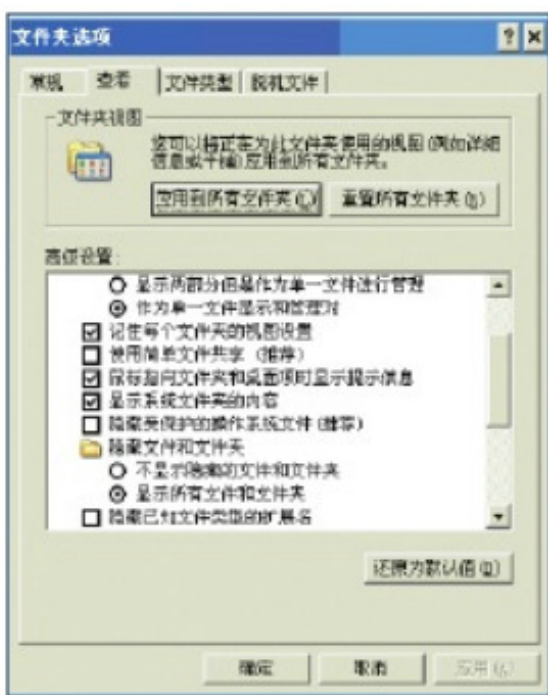 文件夹选项
常规 查看 文件类型 脱机文件
文件夹视图
您可以将正在为此文件夹使用的视图(例如详细
信息或平铺)应用到所有文件夹。
应用到所有文件夹(L) 重置所有文件夹(R)
高级设置:
显示两部分但是作为单一文件进行管理
作为单一文件显示和管理对
记住每个文件夹的视图设置
使用简单文件共享(推荐)
鼠标指向文件夹和桌面项时显示提示信息
显示系统文件夹的内容
隐藏受保护的操作系统文件(推荐)
隐藏文件和文件夹
不显示隐藏的文件和文件夹
显示所有文件和文件夹
隐藏已知文件类型的扩展名
还原为默认值(D)
确定 取消 应用(A)